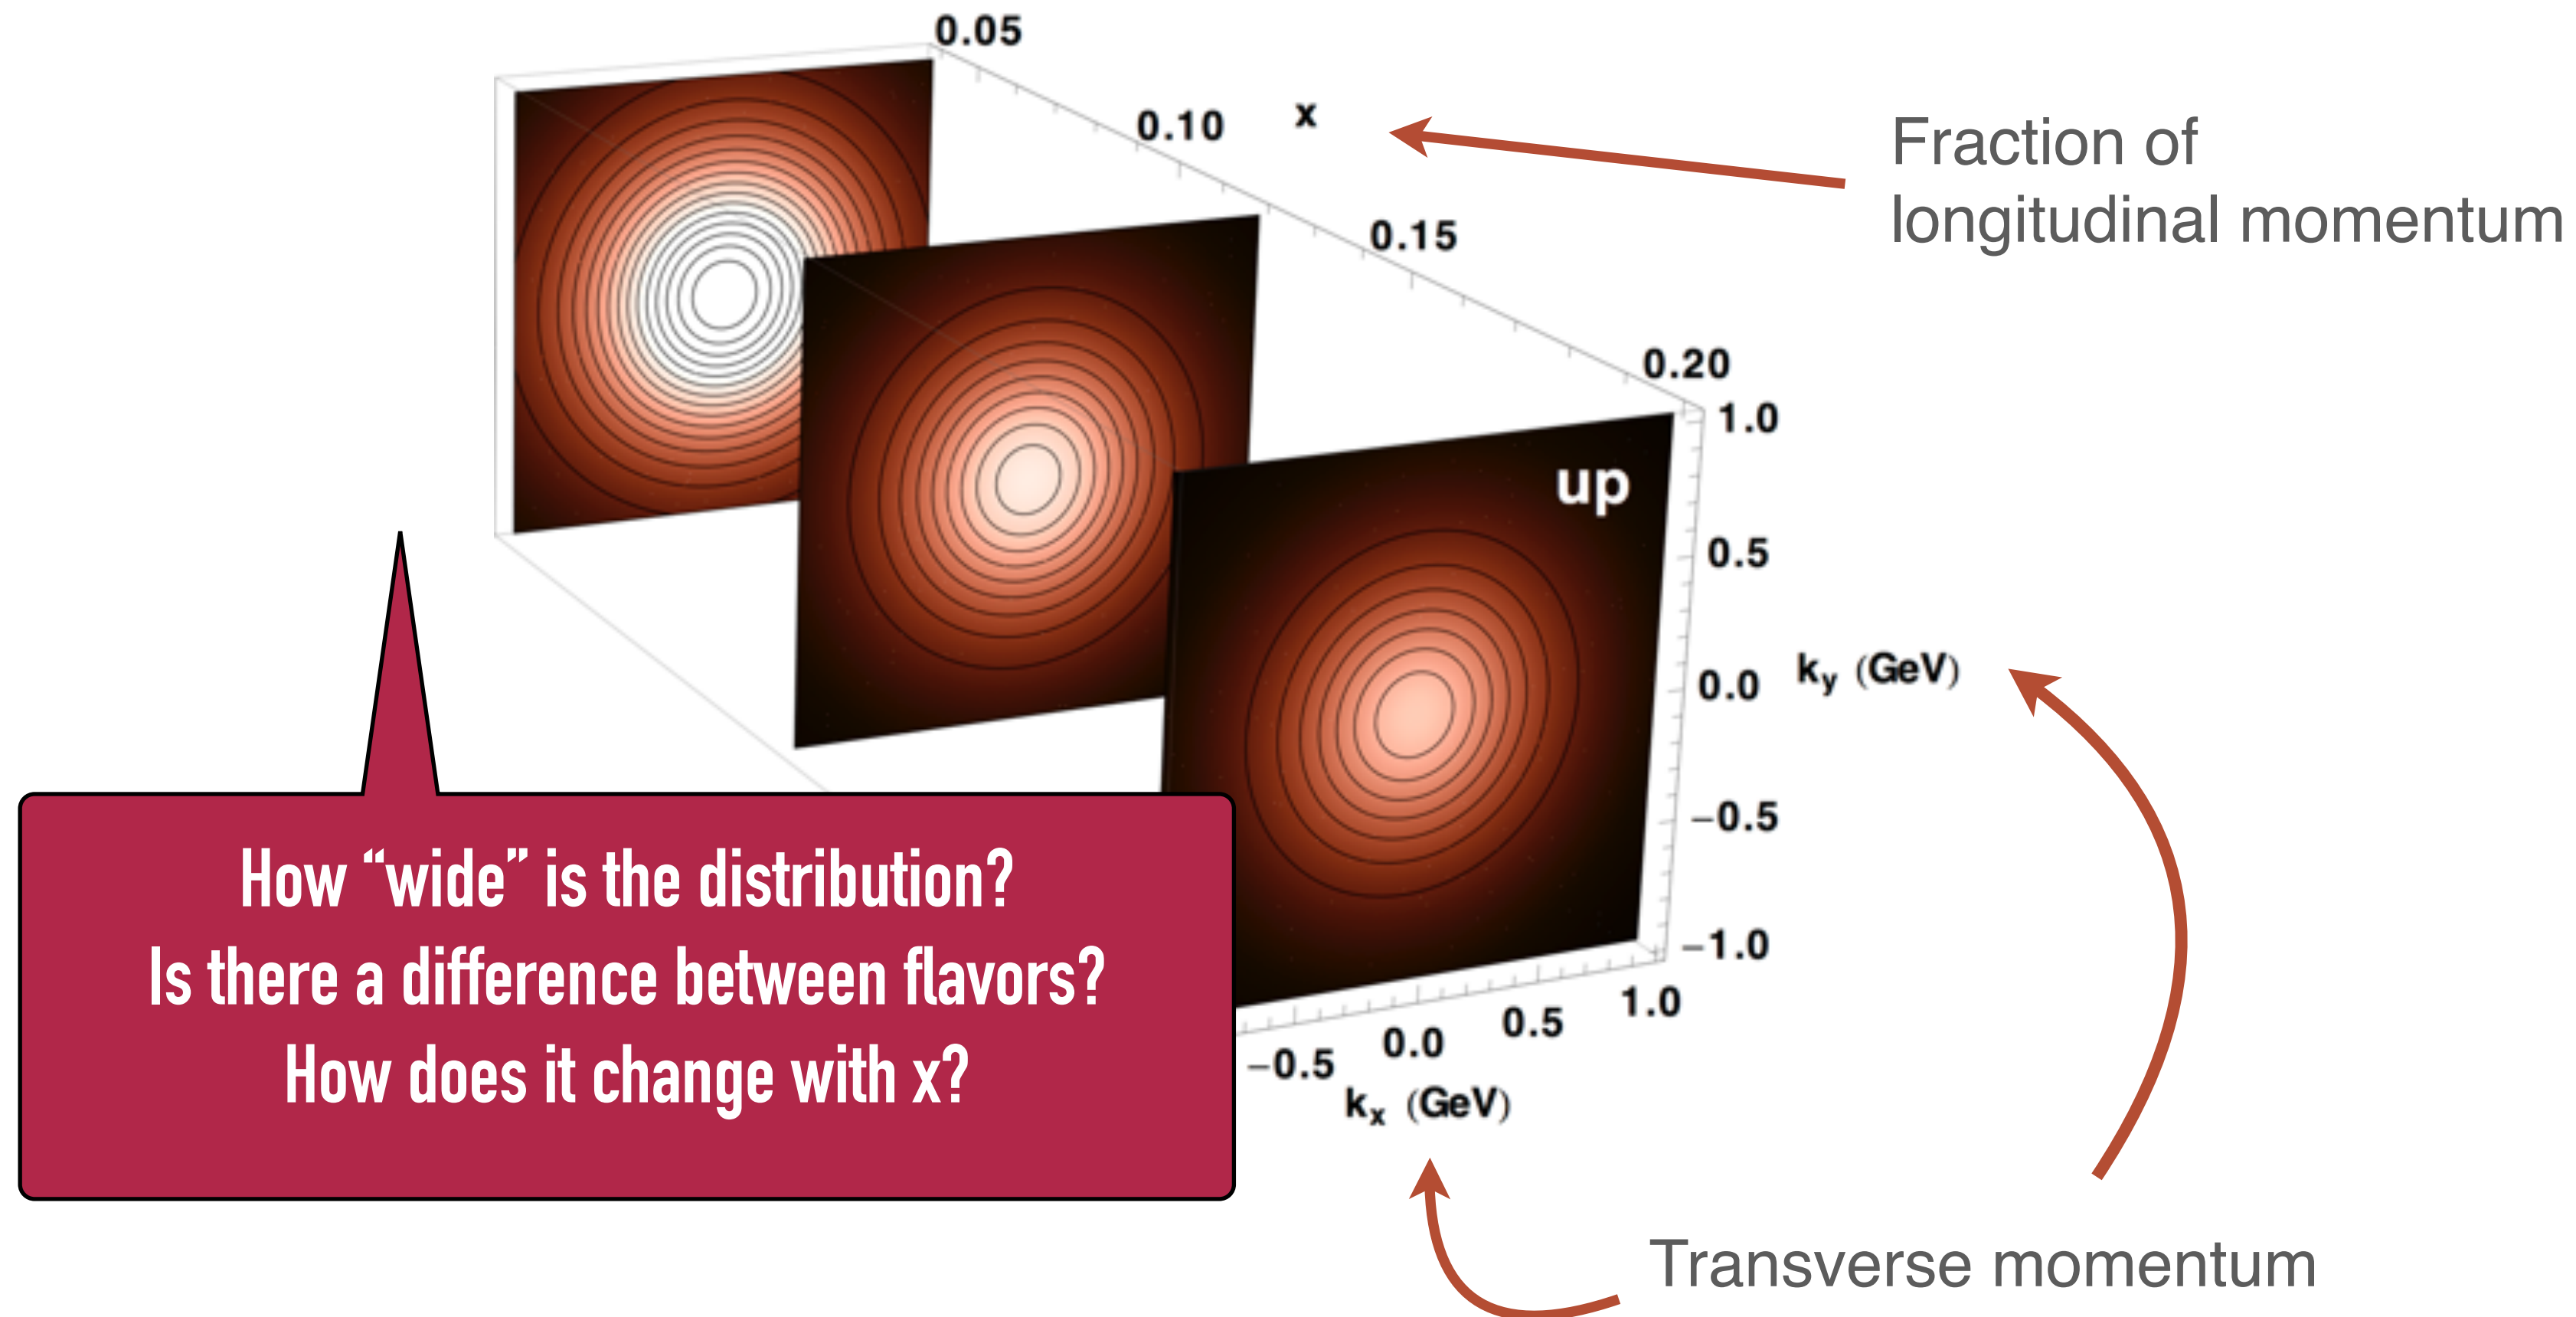 0.05
0.10
x
0.15
0.20
Fraction of
longitudinal momentum
up
1.0
0.5
0.0
k_y (GeV)
−0.5
−1.0
How “wide” is the distribution?
Is there a difference between flavors?
How does it change with x?
−0.5
0.0
0.5
1.0
k_x (GeV)
Transverse momentum